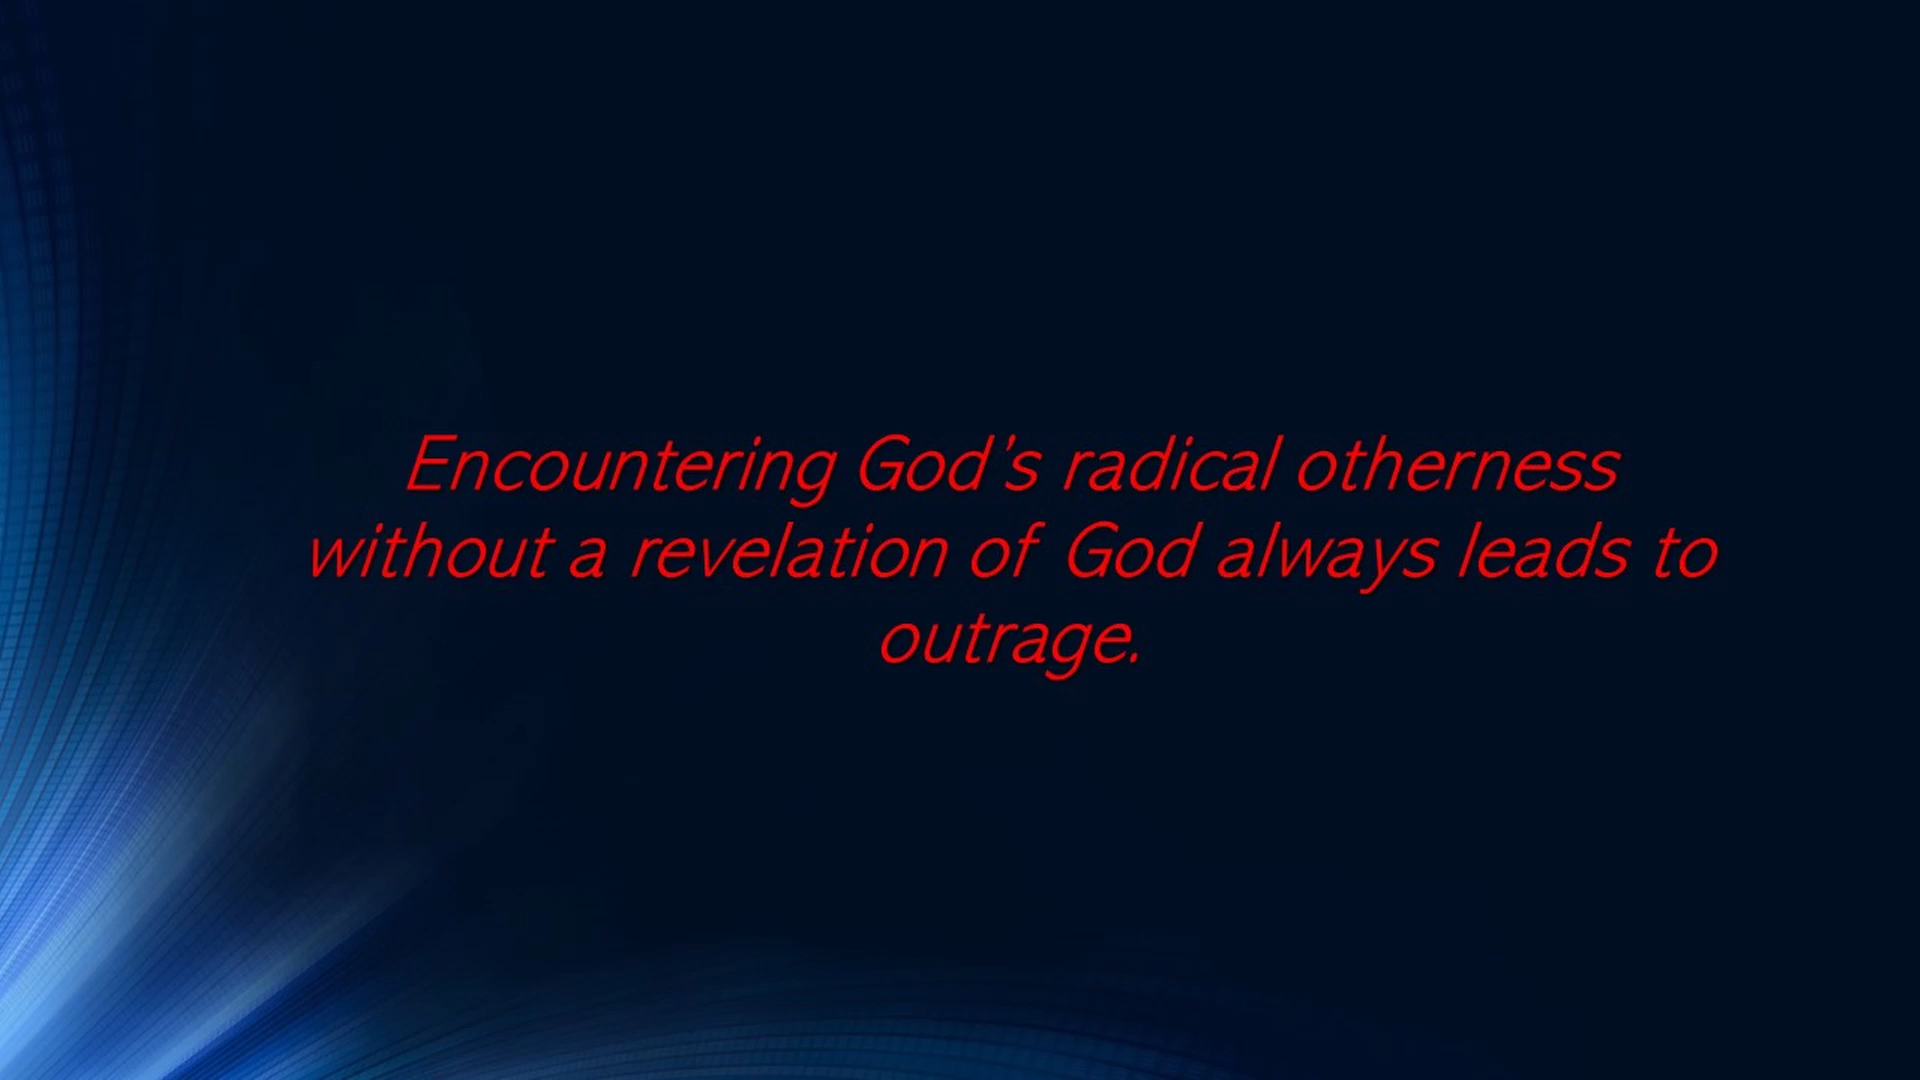 Encountering God’s radical otherness
without a revelation of God always leads to
outrage.